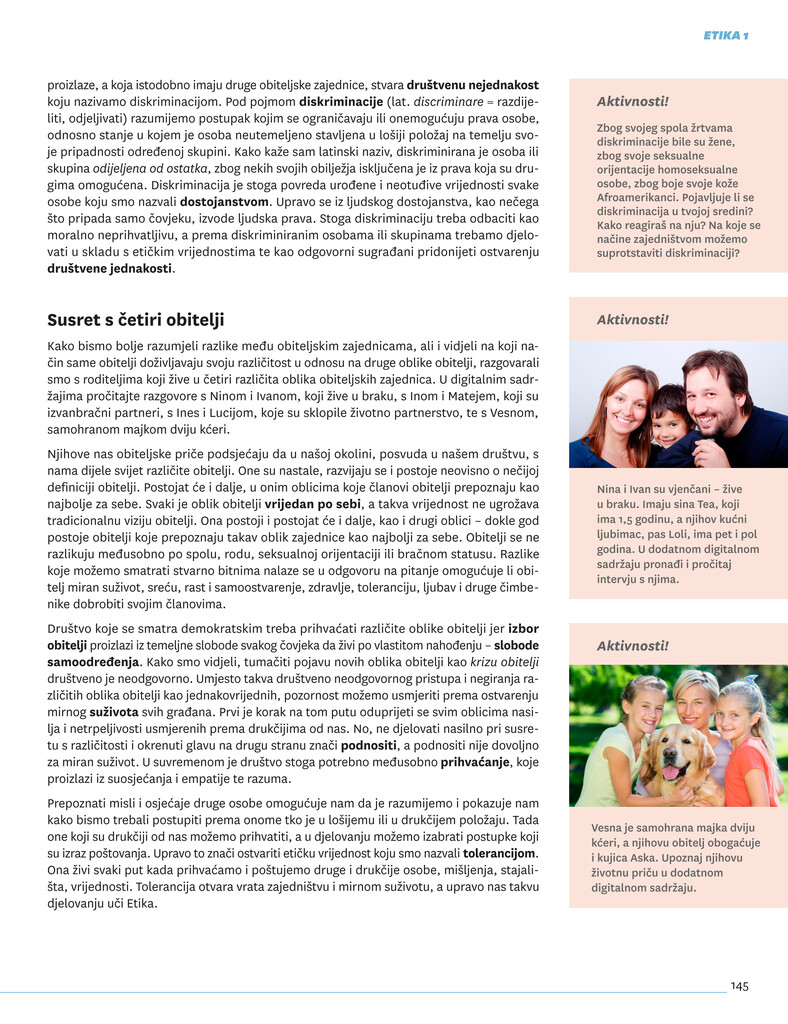 ETIKA 1
proizlaze, a koja istodobno imaju druge obiteljske zajednice, stvara društvenu nejednakost
koju nazivamo diskriminacijom. Pod pojmom diskriminacije (lat. discriminare = razdije-
liti, odjeljivati) razumijemo postupak kojim se ograničavaju ili onemogućuju prava osobe,
odnosno stanje u kojem je osoba neutemeljeno stavljena u lošiji položaj na temelju svo-
je pripadnosti određenoj skupini. Kako kaže sam latinski naziv, diskriminirana je osoba ili
skupina odijeljena od ostatka, zbog nekih svojih obilježja isključena je iz prava koja su dru-
gima omogućena. Diskriminacija je stoga povreda urođene i neotuđive vrijednosti svake
osobe koju smo nazvali dostojanstvom. Upravo se iz ljudskog dostojanstva, kao nečega
što pripada samo čovjeku, izvode ljudska prava. Stoga diskriminaciju treba odbaciti kao
moralno neprihvatljivu, a prema diskriminiranim osobama ili skupinama trebamo djelo-
vati u skladu s etičkim vrijednostima te kao odgovorni sugrađani pridonijeti ostvarenju
društvene jednakosti.
Susret s četiri obitelji
Kako bismo bolje razumjeli razlike među obiteljskim zajednicama, ali i vidjeli na koji na-
čin same obitelji doživljavaju svoju različitost u odnosu na druge oblike obitelji, razgovarali
smo s roditeljima koji žive u četiri različita oblika obiteljskih zajednica. U digitalnim sadr-
žajima pročitajte razgovore s Ninom i Ivanom, koji žive u braku, s Inom i Matejem, koji su
izvanbračni partneri, s Ines i Lucijom, koje su sklopile životno partnerstvo, te s Vesnom,
samohranom majkom dviju kćeri.
Njihove nas obiteljske priče podsjećaju da u našoj okolini, posvuda u našem društvu, s
nama dijele svijet različite obitelji. One su nastale, razvijaju se i postoje neovisno o nečijoj
definiciji obitelji. Postojat će i dalje, u onim oblicima koje članovi obitelji prepoznaju kao
najbolje za sebe. Svaki je oblik obitelji vrijedan po sebi, a takva vrijednost ne ugrožava
tradicionalnu viziju obitelji. Ona postoji i postojat će i dalje, kao i drugi oblici – dokle god
postoje obitelji koje prepoznaju takav oblik zajednice kao najbolji za sebe. Obitelji se ne
razlikuju međusobno po spolu, rodu, seksualnoj orijentaciji ili bračnom statusu. Razlike
koje možemo smatrati stvarno bitnima nalaze se u odgovoru na pitanje omogućuje li obi-
telj miran suživot, sreću, rast i samoostvarenje, zdravlje, toleranciju, ljubav i druge čimbe-
nike dobrobiti svojim članovima.
Društvo koje se smatra demokratskim treba prihvaćati različite oblike obitelji jer izbor
obitelji proizlazi iz temeljne slobode svakog čovjeka da živi po vlastitom nahođenju – slobode
samoodređenja. Kako smo vidjeli, tumačiti pojavu novih oblika obitelji kao krizu obitelji
društveno je neodgovorno. Umjesto takva društveno neodgovornog pristupa i negiranja ra-
zličitih oblika obitelji kao jednakovrijednih, pozornost možemo usmjeriti prema ostvarenju
mirnog suživota svih građana. Prvi je korak na tom putu oduprijeti se svim oblicima nasi-
lja i netrpeljivosti usmjerenih prema drukčijima od nas. No, ne djelovati nasilno pri susre-
tu s različitosti i okrenuti glavu na drugu stranu znači podnositi, a podnositi nije dovoljno
za miran suživot. U suvremenom je društvo stoga potrebno međusobno prihvaćanje, koje
proizlazi iz suosjećanja i empatije te razuma.
Prepoznati misli i osjećaje druge osobe omogućuje nam da je razumijemo i pokazuje nam
kako bismo trebali postupiti prema onome tko je u lošijemu ili u drukčijem položaju. Tada
one koji su drukčiji od nas možemo prihvatiti, a u djelovanju možemo izabrati postupke koji
su izraz poštovanja. Upravo to znači ostvariti etičku vrijednost koju smo nazvali tolerancijom.
Ona živi svaki put kada prihvaćamo i poštujemo druge i drukčije osobe, mišljenja, stajali-
šta, vrijednosti. Tolerancija otvara vrata zajedništvu i mirnom suživotu, a upravo nas takvu
djelovanju uči Etika.
Aktivnosti!
Zbog svojeg spola žrtvama
diskriminacije bile su žene,
zbog svoje seksualne
orijentacije homoseksualne
osobe, zbog boje svoje kože
Afroamerikanci. Pojavljuje li se
diskriminacija u tvojoj sredini?
Kako reagiraš na nju? Na koje se
načine zajedništvom možemo
suprotstaviti diskriminaciji?
Aktivnosti!
Nina i Ivan su vjenčani – žive
u braku. Imaju sina Tea, koji
ima 1,5 godinu, a njihov kućni
ljubimac, pas Loli, ima pet i pol
godina. U dodatnom digitalnom
sadržaju pronađi i pročitaj
intervju s njima.
Aktivnosti!
Vesna je samohrana majka dviju
kćeri, a njihovu obitelj obogaćuje
i kujica Aska. Upoznaj njihovu
životnu priču u dodatnom
digitalnom sadržaju.
145